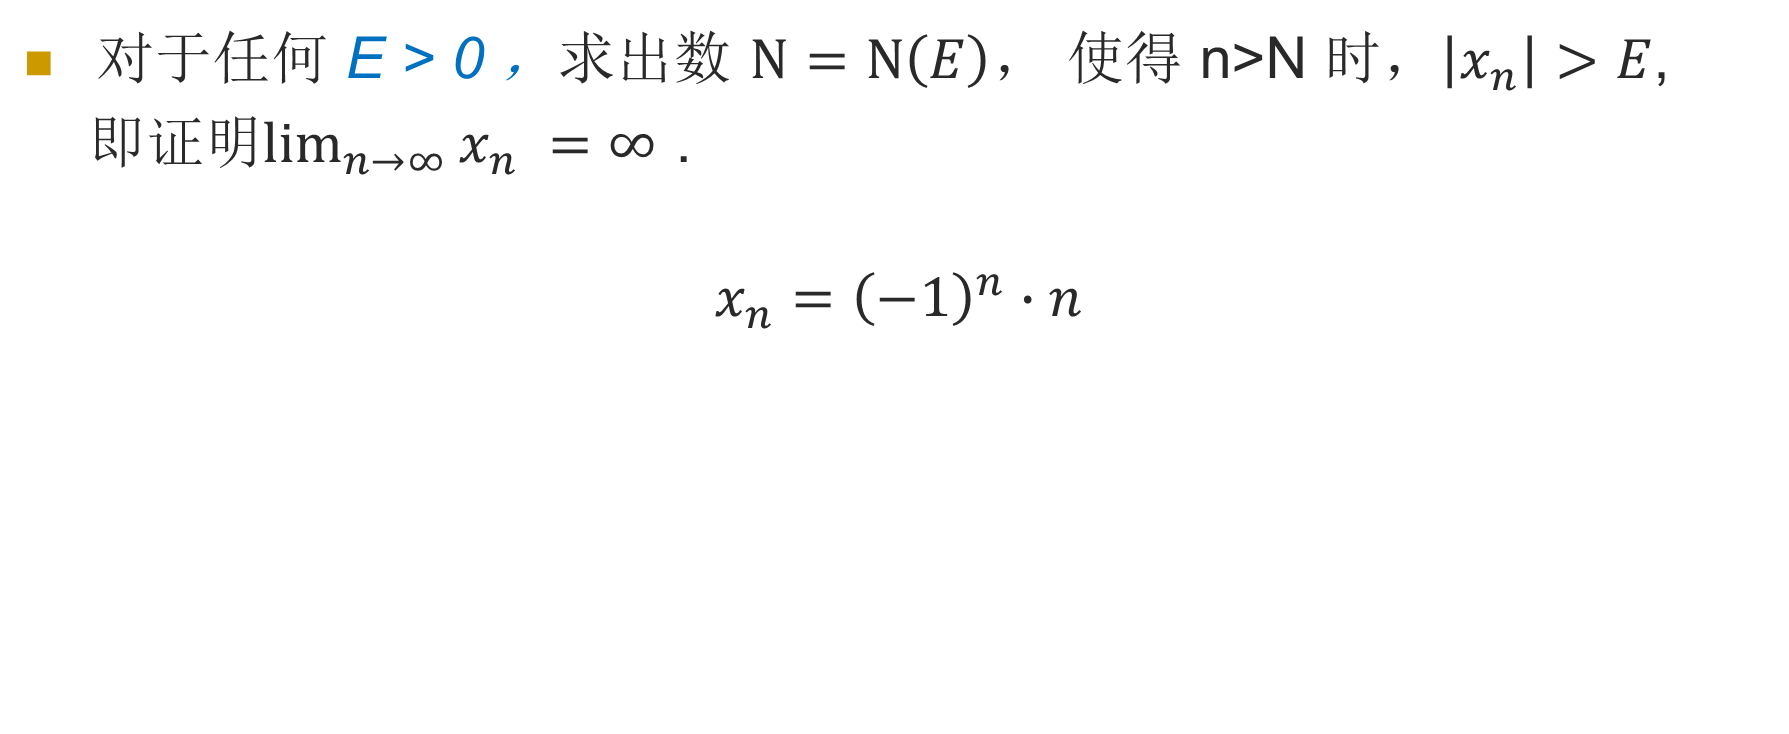 ▪ 对于任何 E > 0， 求出数 N = N(E)， 使得 n>N 时，|xₙ| > E,
即证明limₙ→∞ xₙ = ∞ .
xₙ = (−1)ⁿ · n